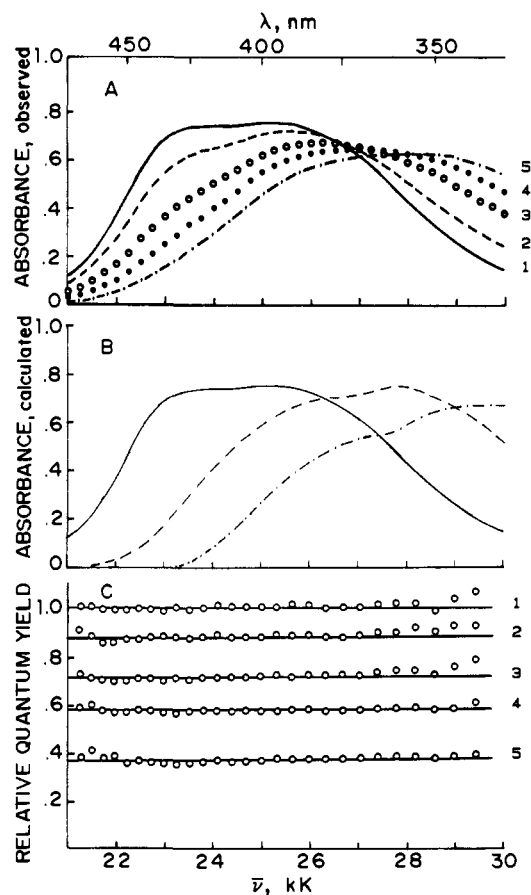 λ, nm
450 400 350
1.0
A
.8
.6
.4
.2
0
ABSORBANCE, observed
5
4
3
2
1
1.0
B
.8
.6
.4
.2
0
ABSORBANCE, calculated
C
1.0
.8
.6
.4
.2
RELATIVE QUANTUM YIELD
1
2
3
4
5
22 24 26 28 30
ν̅, kK